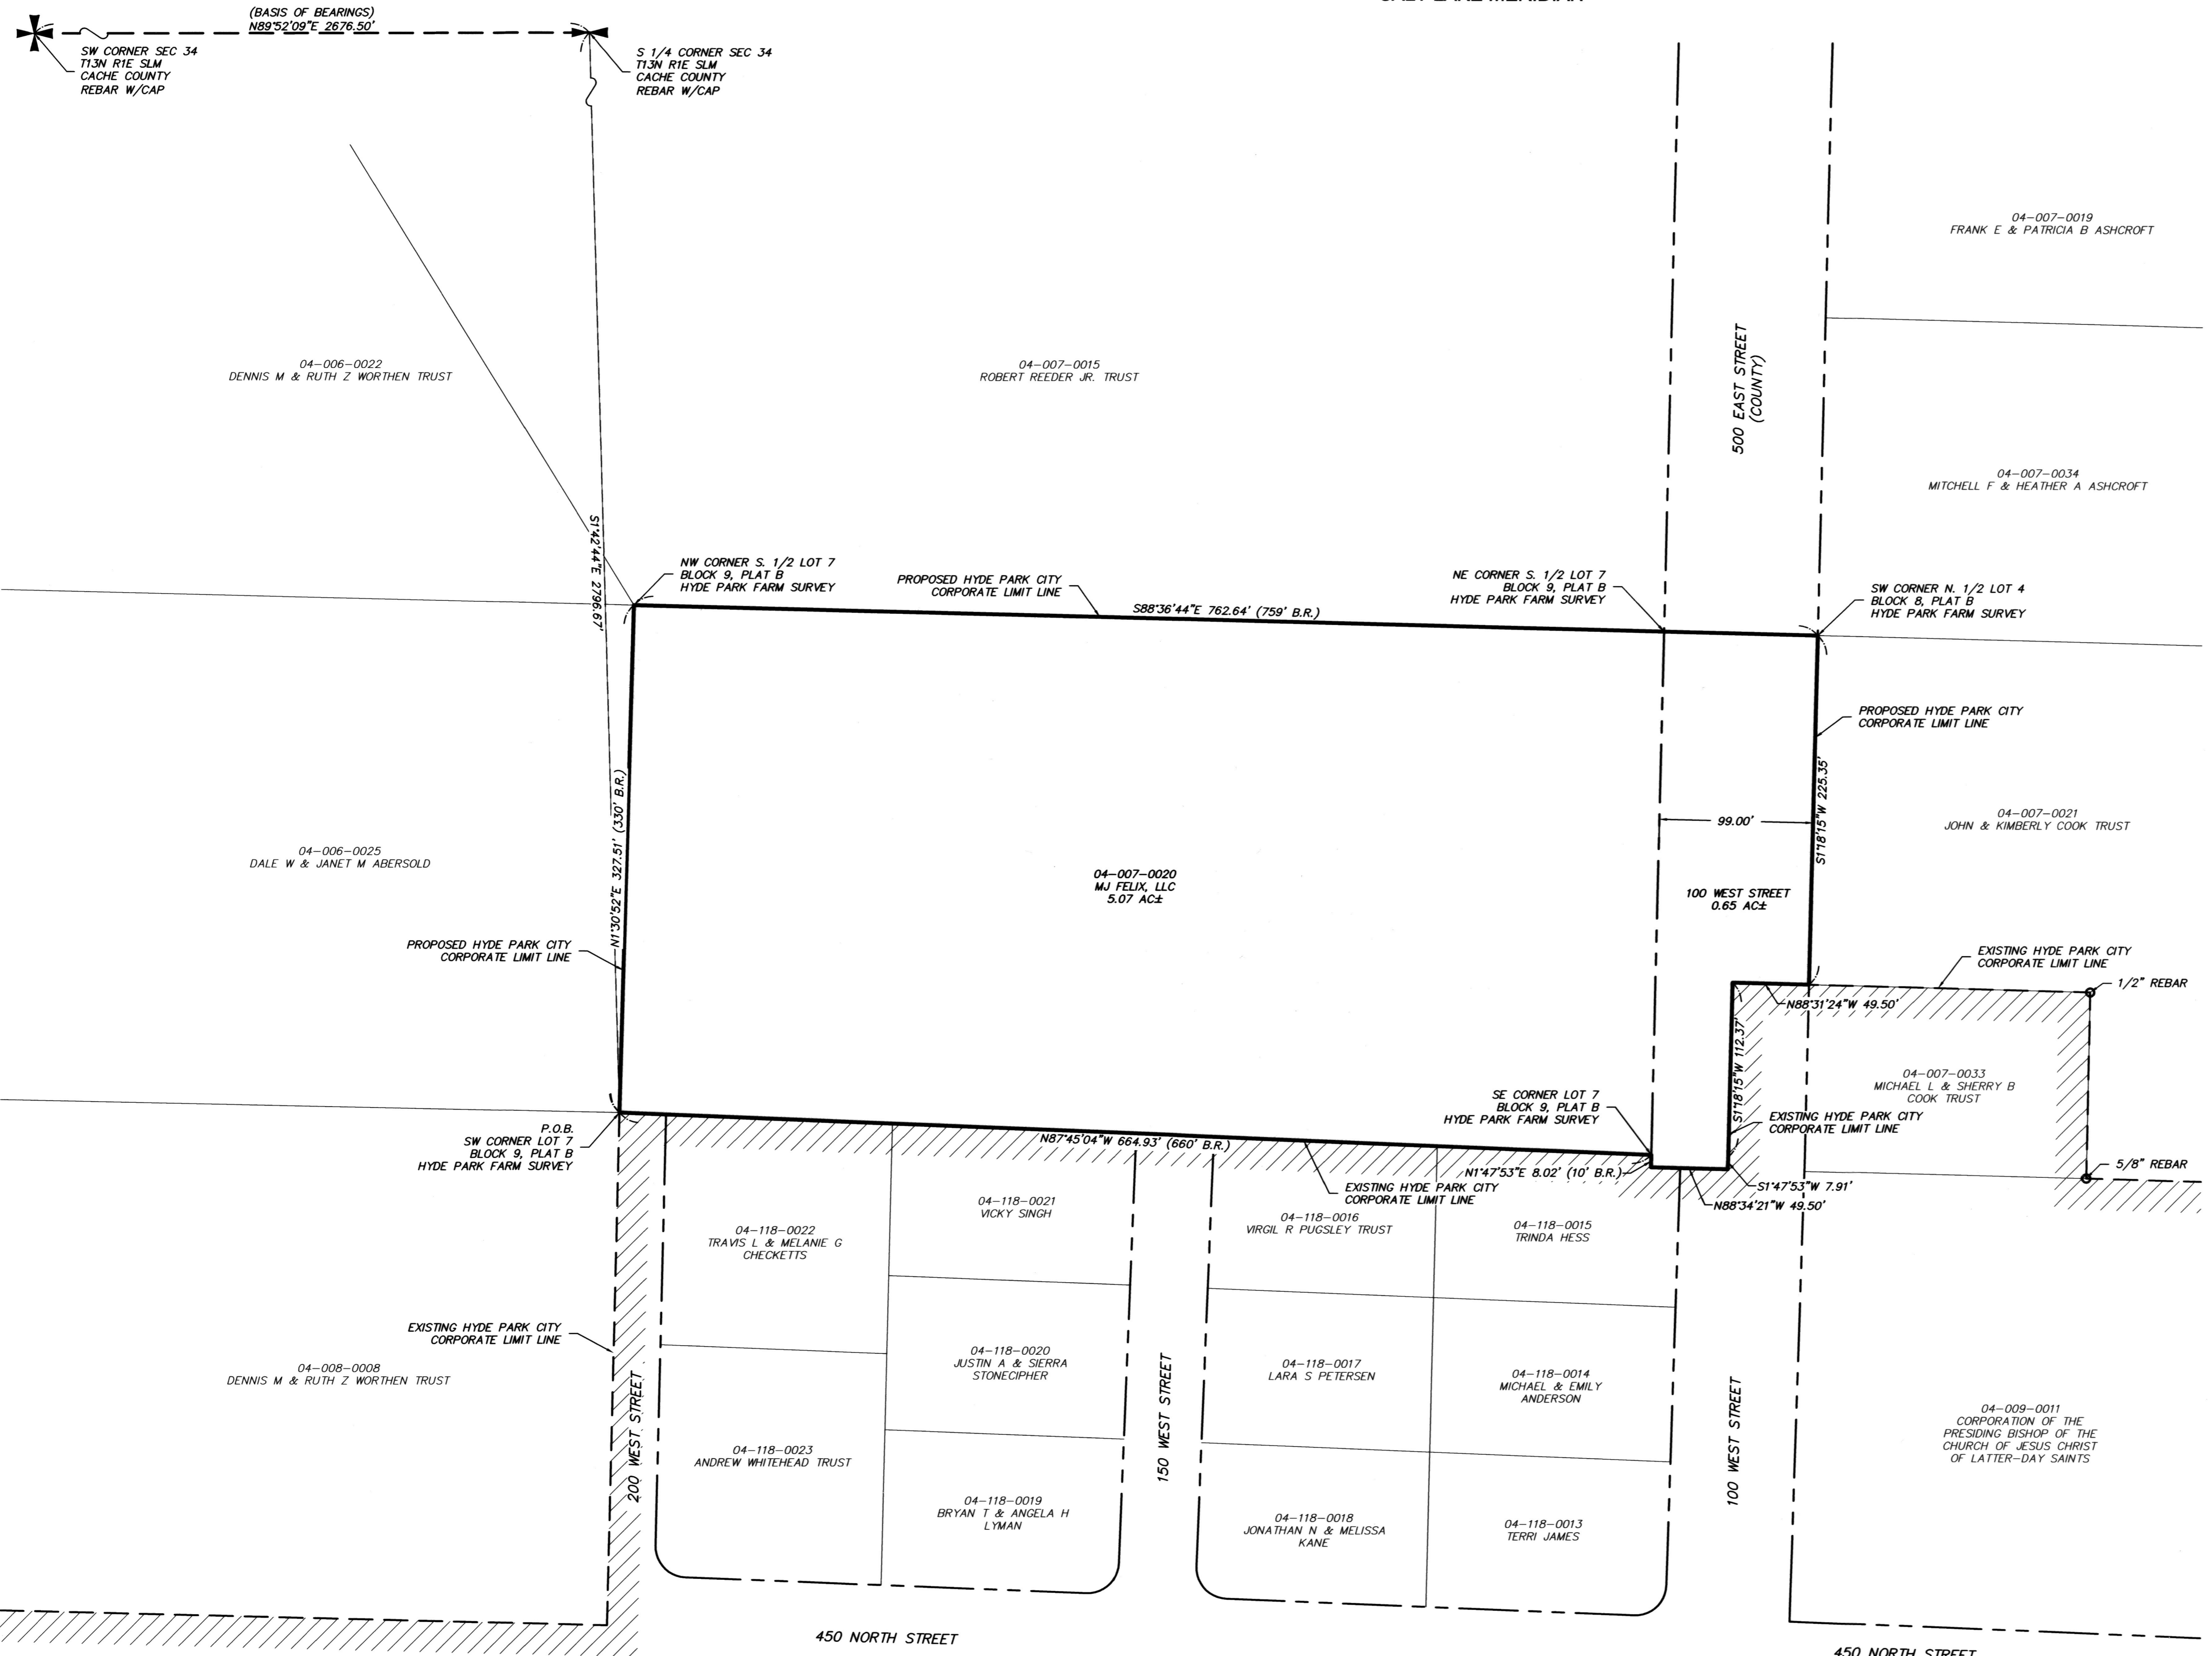 (BASIS OF BEARINGS)
N89°52'09"E 2676.50'
SW CORNER SEC 34
T13N R1E SLM
CACHE COUNTY
REBAR W/CAP
S 1/4 CORNER SEC 34
T13N R1E SLM
CACHE COUNTY
REBAR W/CAP
04-007-0019
FRANK E & PATRICIA B ASHCROFT
04-006-0022
DENNIS M & RUTH Z WORTHEN TRUST
04-007-0015
ROBERT REEDER JR. TRUST
500 EAST STREET
(COUNTY)
04-007-0034
MITCHELL F & HEATHER A ASHCROFT
S1°42'44"E 2796.67'
NW CORNER S. 1/2 LOT 7
BLOCK 9, PLAT B
HYDE PARK FARM SURVEY
PROPOSED HYDE PARK CITY
CORPORATE LIMIT LINE
S88°36'44"E 762.64' (759' B.R.)
NE CORNER S. 1/2 LOT 7
BLOCK 9, PLAT B
HYDE PARK FARM SURVEY
SW CORNER N. 1/2 LOT 4
BLOCK 8, PLAT B
HYDE PARK FARM SURVEY
PROPOSED HYDE PARK CITY
CORPORATE LIMIT LINE
99.00'
S1°18'15"W 225.35'
04-007-0021
JOHN & KIMBERLY COOK TRUST
N1°30'52"E 327.51' (330' B.R.)
04-006-0025
DALE W & JANET M ABERSOLD
04-007-0020
MJ FELIX, LLC
5.07 AC±
100 WEST STREET
0.65 AC±
PROPOSED HYDE PARK CITY
CORPORATE LIMIT LINE
EXISTING HYDE PARK CITY
CORPORATE LIMIT LINE
1/2" REBAR
N88°31'24"W 49.50'
S1°18'15"W 112.37'
04-007-0033
MICHAEL L & SHERRY B
COOK TRUST
SE CORNER LOT 7
BLOCK 9, PLAT B
HYDE PARK FARM SURVEY
EXISTING HYDE PARK CITY
CORPORATE LIMIT LINE
P.O.B.
SW CORNER LOT 7
BLOCK 9, PLAT B
HYDE PARK FARM SURVEY
N87°45'04"W 664.93' (660' B.R.)
N1°47'53"E 8.02' (10' B.R.)
5/8" REBAR
S1°47'53"W 7.91'
EXISTING HYDE PARK CITY
CORPORATE LIMIT LINE
N88°34'21"W 49.50'
04-118-0022
TRAVIS L & MELANIE G
CHECKETTS
04-118-0021
VICKY SINGH
04-118-0016
VIRGIL R PUGSLEY TRUST
04-118-0015
TRINDA HESS
EXISTING HYDE PARK CITY
CORPORATE LIMIT LINE
04-008-0008
DENNIS M & RUTH Z WORTHEN TRUST
200 WEST STREET
04-118-0020
JUSTIN A & SIERRA
STONECIPHER
150 WEST STREET
04-118-0017
LARA S PETERSEN
04-118-0014
MICHAEL & EMILY
ANDERSON
100 WEST STREET
04-009-0011
CORPORATION OF THE
PRESIDING BISHOP OF THE
CHURCH OF JESUS CHRIST
OF LATTER-DAY SAINTS
04-118-0023
ANDREW WHITEHEAD TRUST
04-118-0019
BRYAN T & ANGELA H
LYMAN
04-118-0018
JONATHAN N & MELISSA
KANE
04-118-0013
TERRI JAMES
450 NORTH STREET
450 NORTH STREET